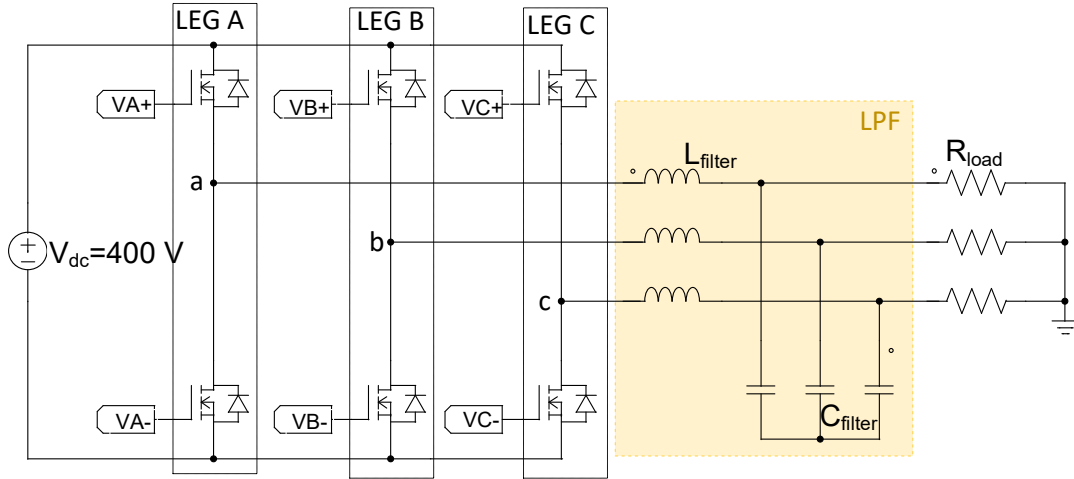 LEG A
LEG B
LEG C
VA+
VB+
VC+
LPF
Lfilter
Rload
a
Vdc=400 V
b
c
VA-
VB-
VC-
Cfilter